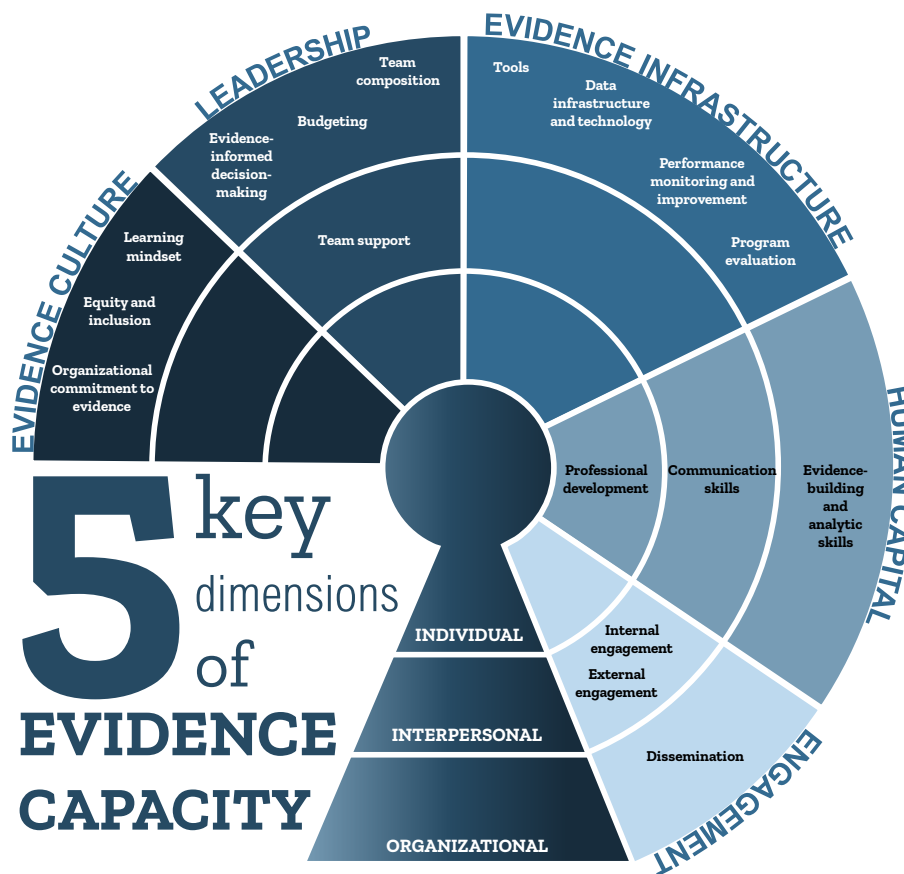 EVIDENCE CULTURE
Learning
mindset
Equity and
inclusion
Organizational
commitment to
evidence
LEADERSHIP
Team
composition
Budgeting
Evidence-
informed
decision-
making
Team support
EVIDENCE INFRASTRUCTURE
Tools
Data
infrastructure
and technology
Performance
monitoring and
improvement
Program
evaluation
HUMAN CAPITAL
Professional
development
Communication
skills
Evidence-
building
and
analytic
skills
ENGAGEMENT
Internal
engagement
External
engagement
Dissemination
INDIVIDUAL
INTERPERSONAL
ORGANIZATIONAL
5 key
dimensions
of
EVIDENCE
CAPACITY